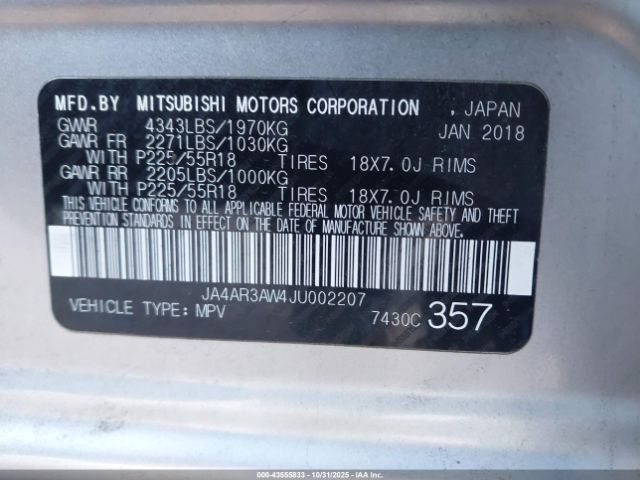 MFD.BY MITSUBISHI MOTORS CORPORATION , JAPAN
GVWR 4343LBS/1970KG JAN 2018
GAWR FR 2271LBS/1030KG
WITH P225/55R18 TIRES 18X7.0J RIMS
GAWR RR 2205LBS/1000KG
WITH P225/55R18 TIRES 18X7.0J RIMS
THIS VEHICLE CONFORMS TO ALL APPLICABLE FEDERAL MOTOR VEHICLE SAFETY AND THEFT
PREVENTION STANDARDS IN EFFECT ON THE DATE OF MANUFACTURE SHOWN ABOVE.
JA4AR3AW4JU002207
VEHICLE TYPE: MPV 7430C 357
000-43555833 - 10/31/2025 - COPYRIGHT © IAA